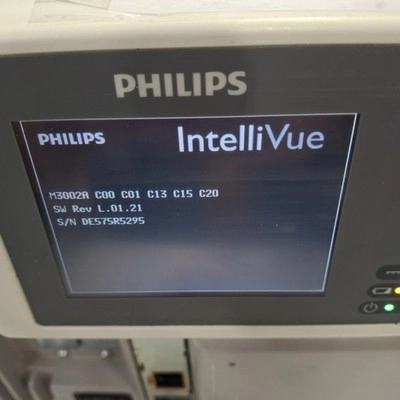 PHILIPS
PHILIPS IntelliVue
M3002A C00 C01 C13 C15 C20
SW Rev L.01.21
S/N DE575R5295